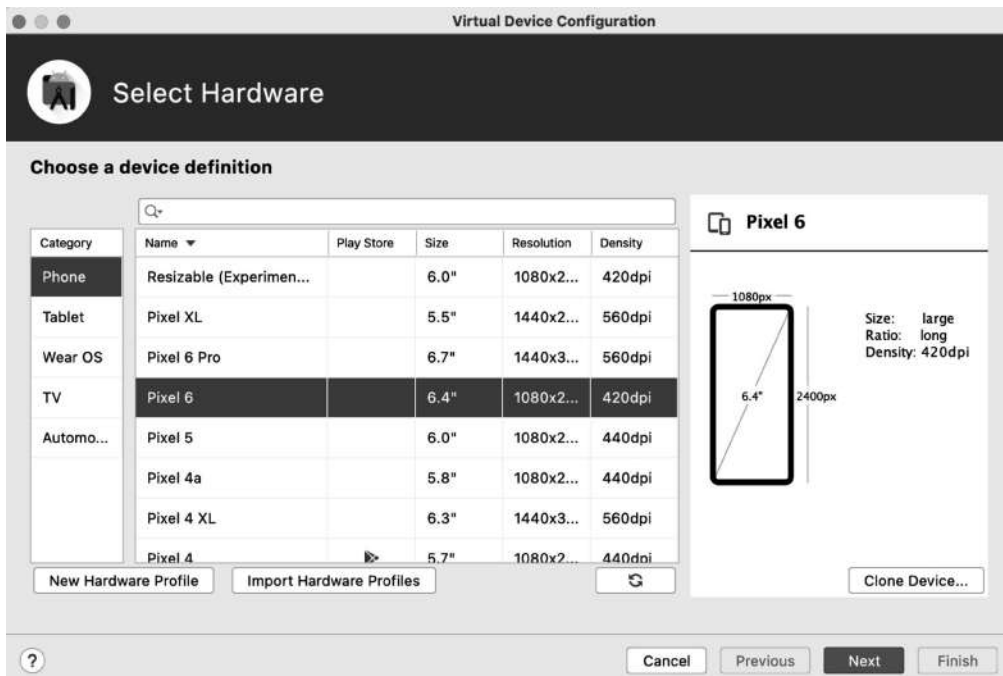 Virtual Device Configuration
Select Hardware
Choose a device definition
Category
Phone
Tablet
Wear OS
TV
Automo...
Name Play Store Size Resolution Density
Resizable (Experimen... 6.0" 1080x2... 420dpi
Pixel XL 5.5" 1440x2... 560dpi
Pixel 6 Pro 6.7" 1440x3... 560dpi
Pixel 6 6.4" 1080x2... 420dpi
Pixel 5 6.0" 1080x2... 440dpi
Pixel 4a 5.8" 1080x2... 440dpi
Pixel 4 XL 6.3" 1440x3... 560dpi
Pixel 4 5.7" 1080x2... 440dpi
New Hardware Profile Import Hardware Profiles
Pixel 6
1080px
6.4" 2400px
Size: large
Ratio: long
Density: 420dpi
Clone Device...
? Cancel Previous Next Finish